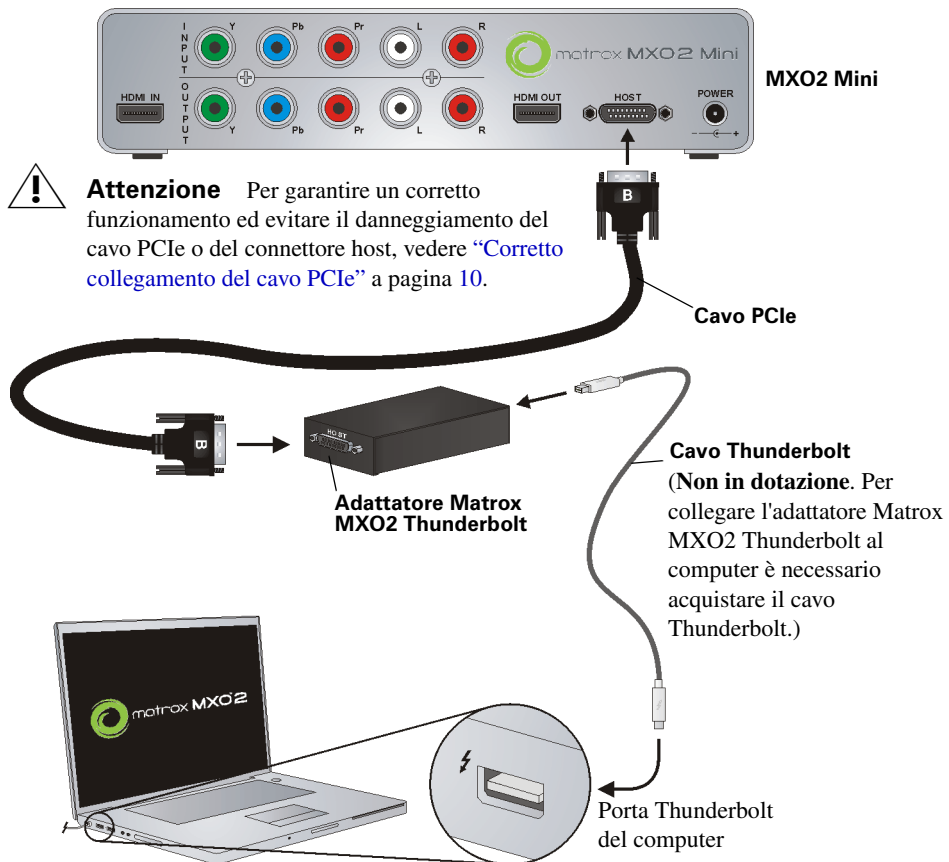 INPUT
Y Pb Pr L R
matrox MXO2 Mini
MXO2 Mini
HDMI IN
OUTPUT
Y Pb Pr L R
HDMI OUT
HOST
POWER
- +
B
Attenzione Per garantire un corretto
funzionamento ed evitare il danneggiamento del
cavo PCIe o del connettore host, vedere “Corretto
collegamento del cavo PCIe” a pagina 10.
Cavo PCIe
B
HOST
Adattatore Matrox
MXO2 Thunderbolt
Cavo Thunderbolt
(Non in dotazione. Per
collegare l'adattatore Matrox
MXO2 Thunderbolt al
computer è necessario
acquistare il cavo
Thunderbolt.)
matrox MXO2
Porta Thunderbolt
del computer